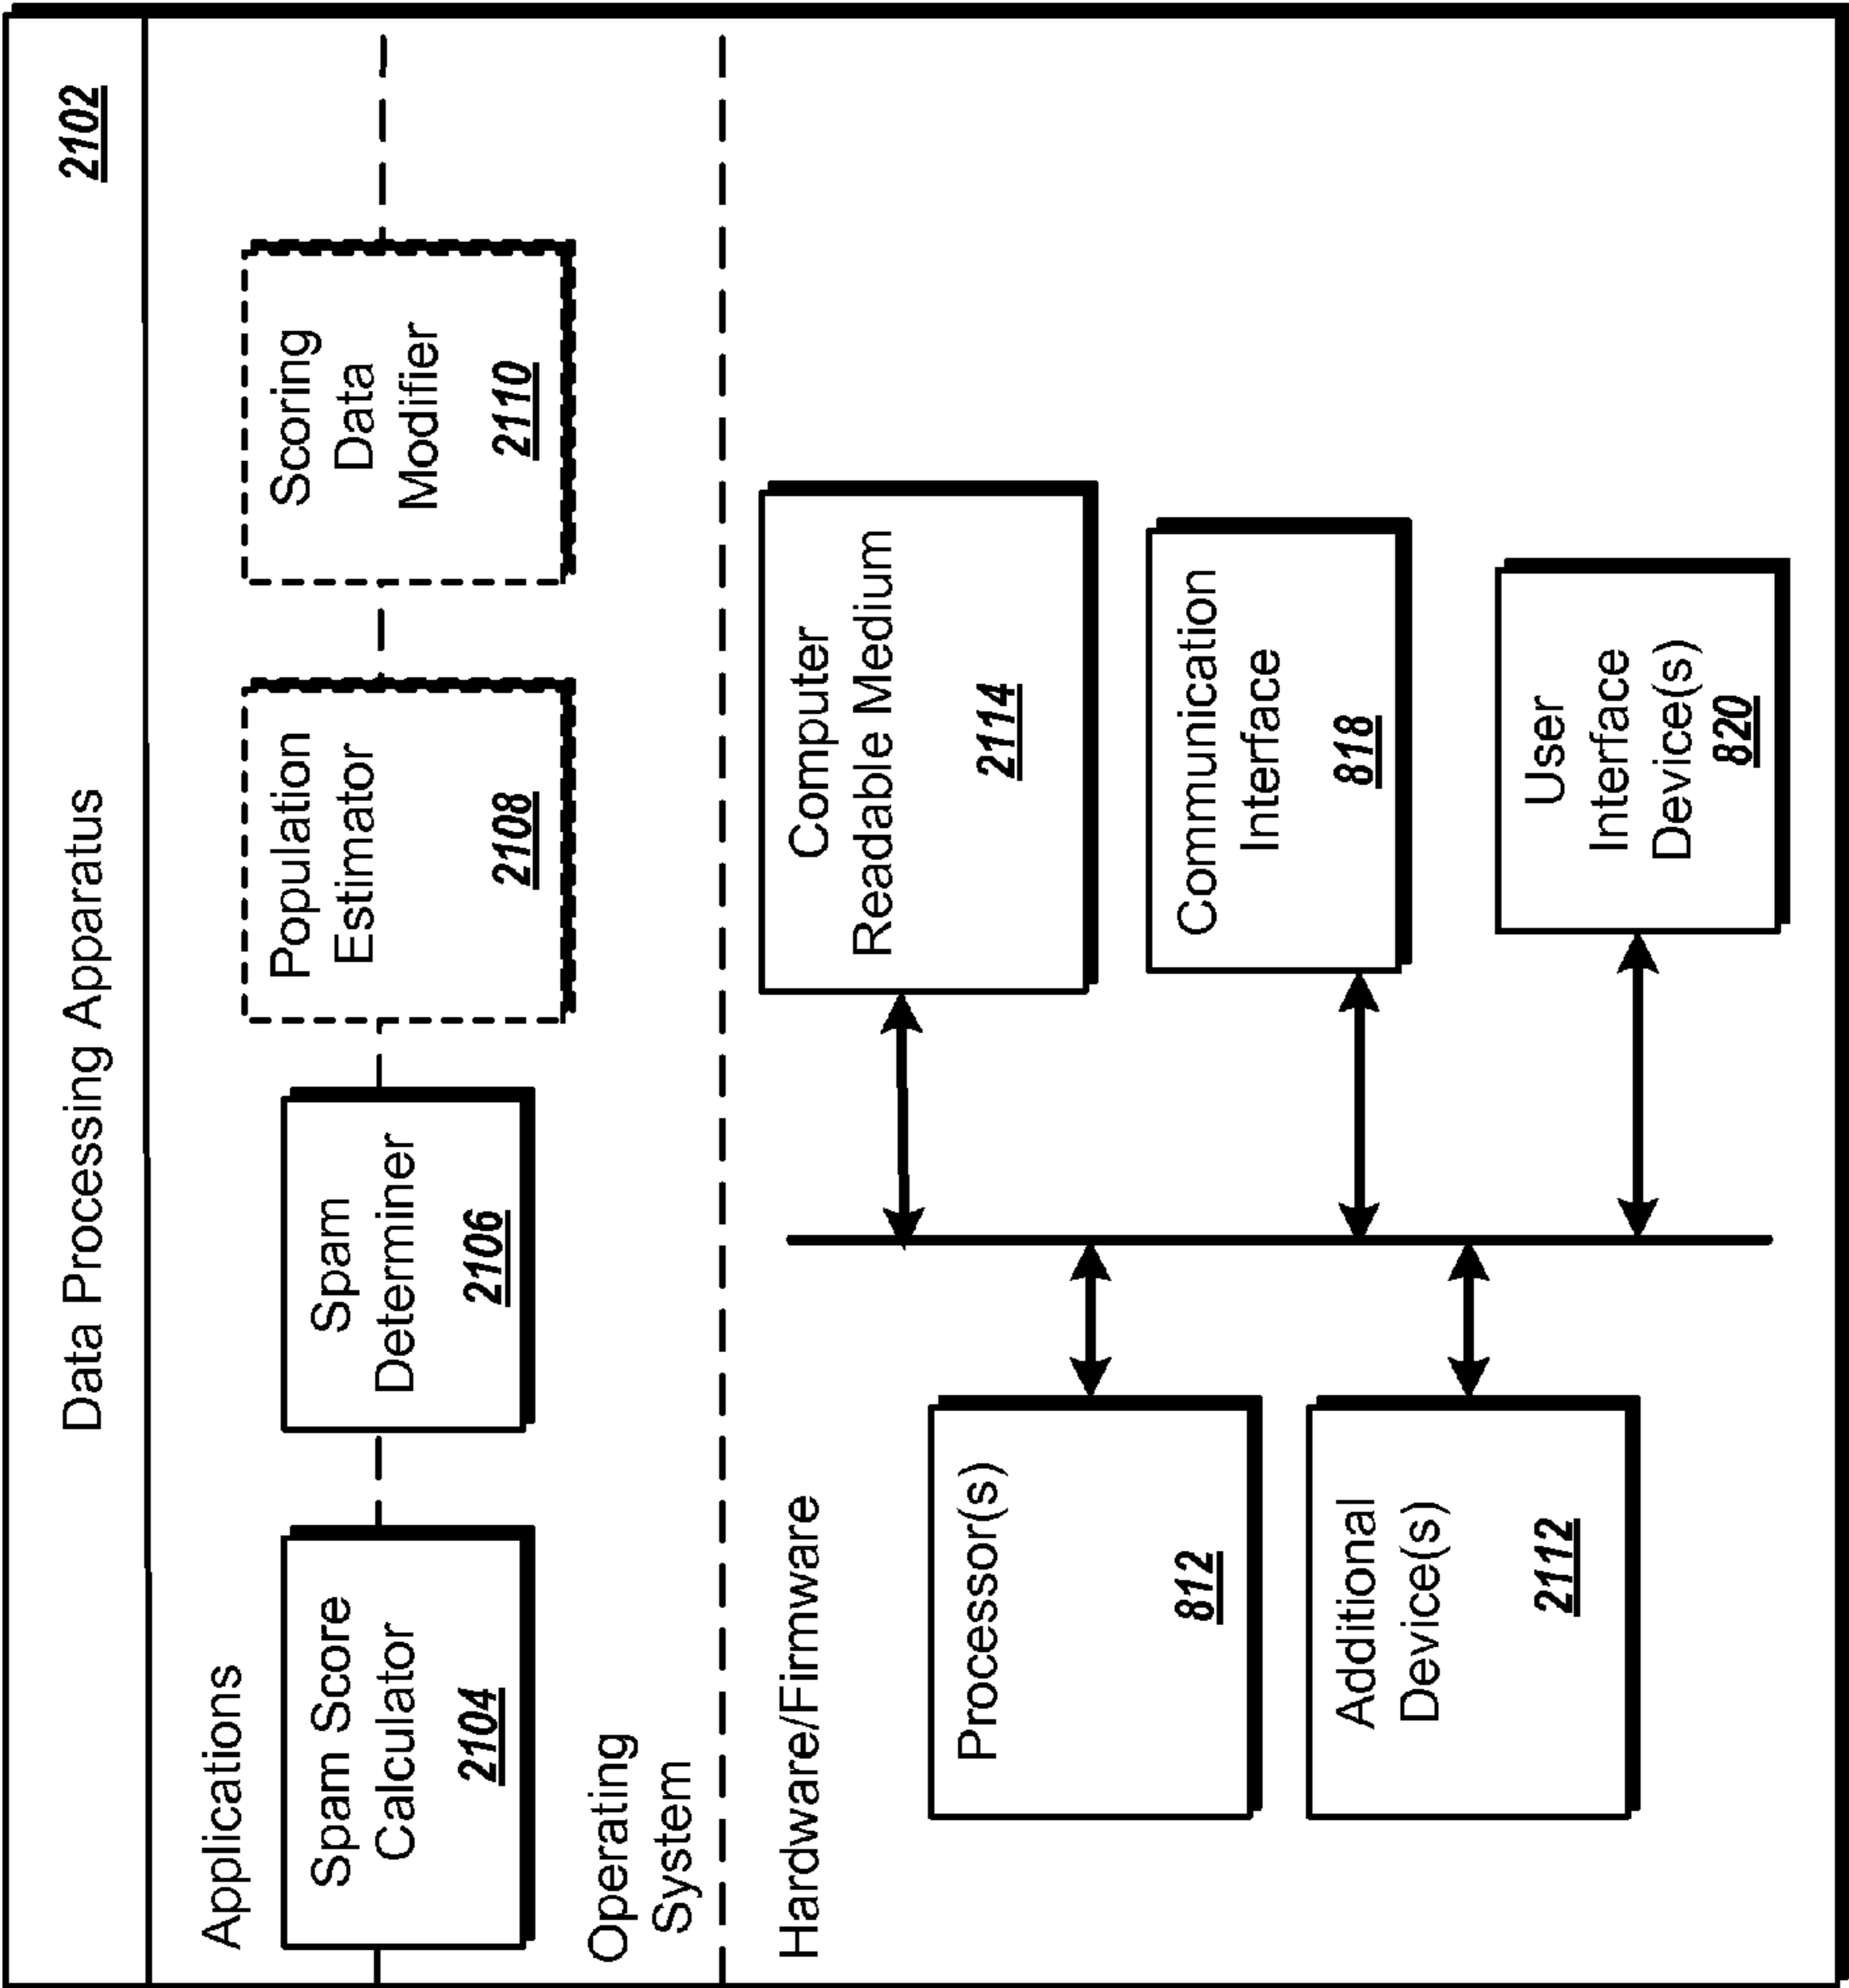 Data Processing Apparatus
2102
Applications
Spam Score
Calculator
2104
Spam
Determiner
2106
Population
Estimator
2108
Scoring
Data
Modifier
2110
Operating
System
Hardware/Firmware
Processor(s)
812
Additional
Device(s)
2112
Computer
Readable Medium
2114
Communication
Interface
818
User
Interface
Device(s)
820